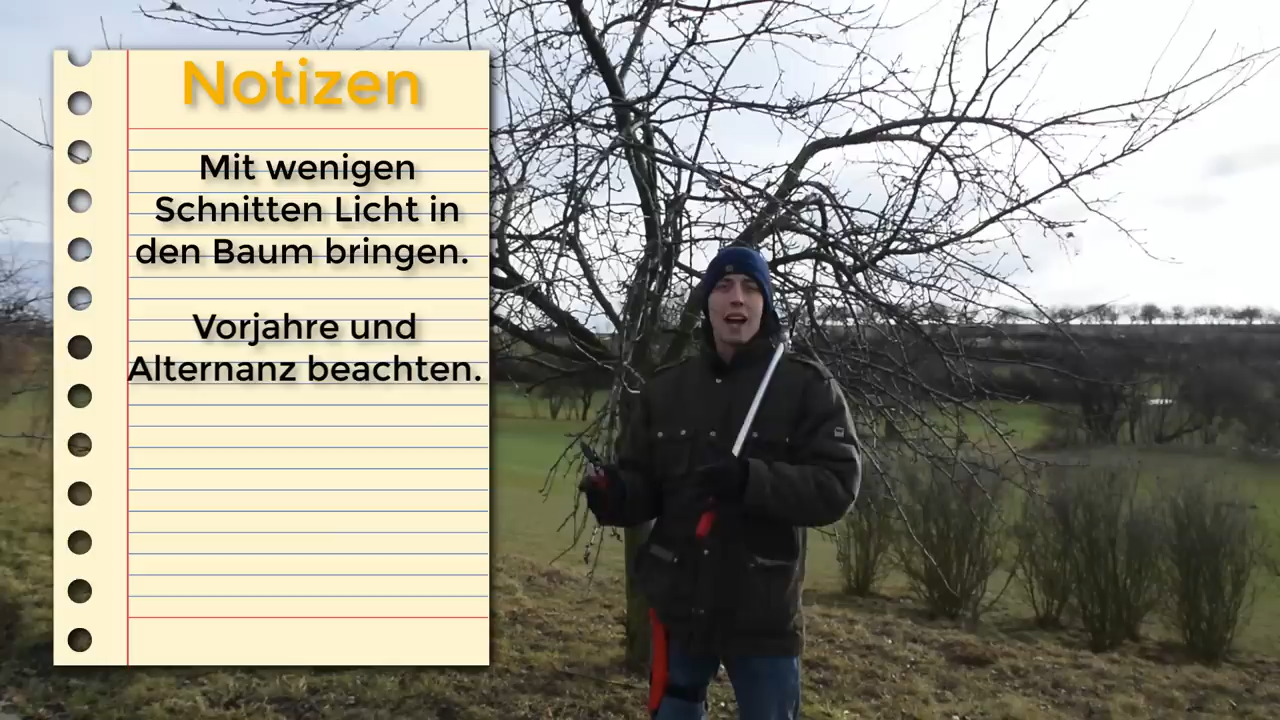 Notizen
Mit wenigen
Schnitten Licht in
den Baum bringen.
Vorjahre und
Alternanz beachten.